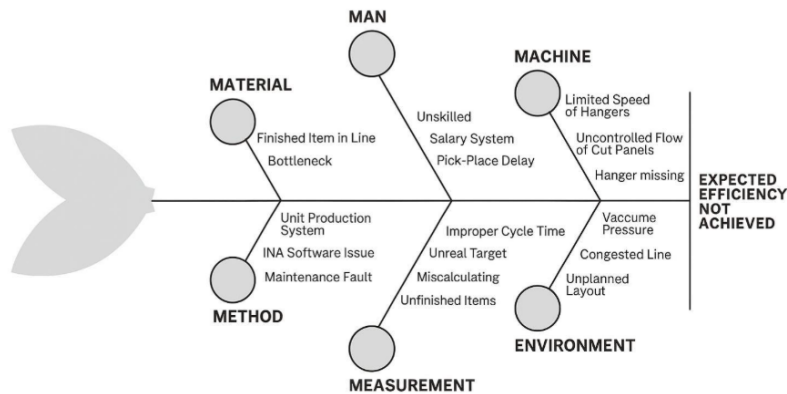 MAN
MACHINE
MATERIAL
Limited Speed
of Hangers
Unskilled
Finished Item in Line
Salary System
Uncontrolled Flow
of Cut Panels
Bottleneck
Pick-Place Delay
Hanger missing
EXPECTED
EFFICIENCY
NOT
ACHIEVED
Unit Production
System
Improper Cycle Time
Vaccume
Pressure
INA Software Issue
Unreal Target
Congested Line
Maintenance Fault
Miscalculating
Unplanned
Layout
Unfinished Items
METHOD
ENVIRONMENT
MEASUREMENT